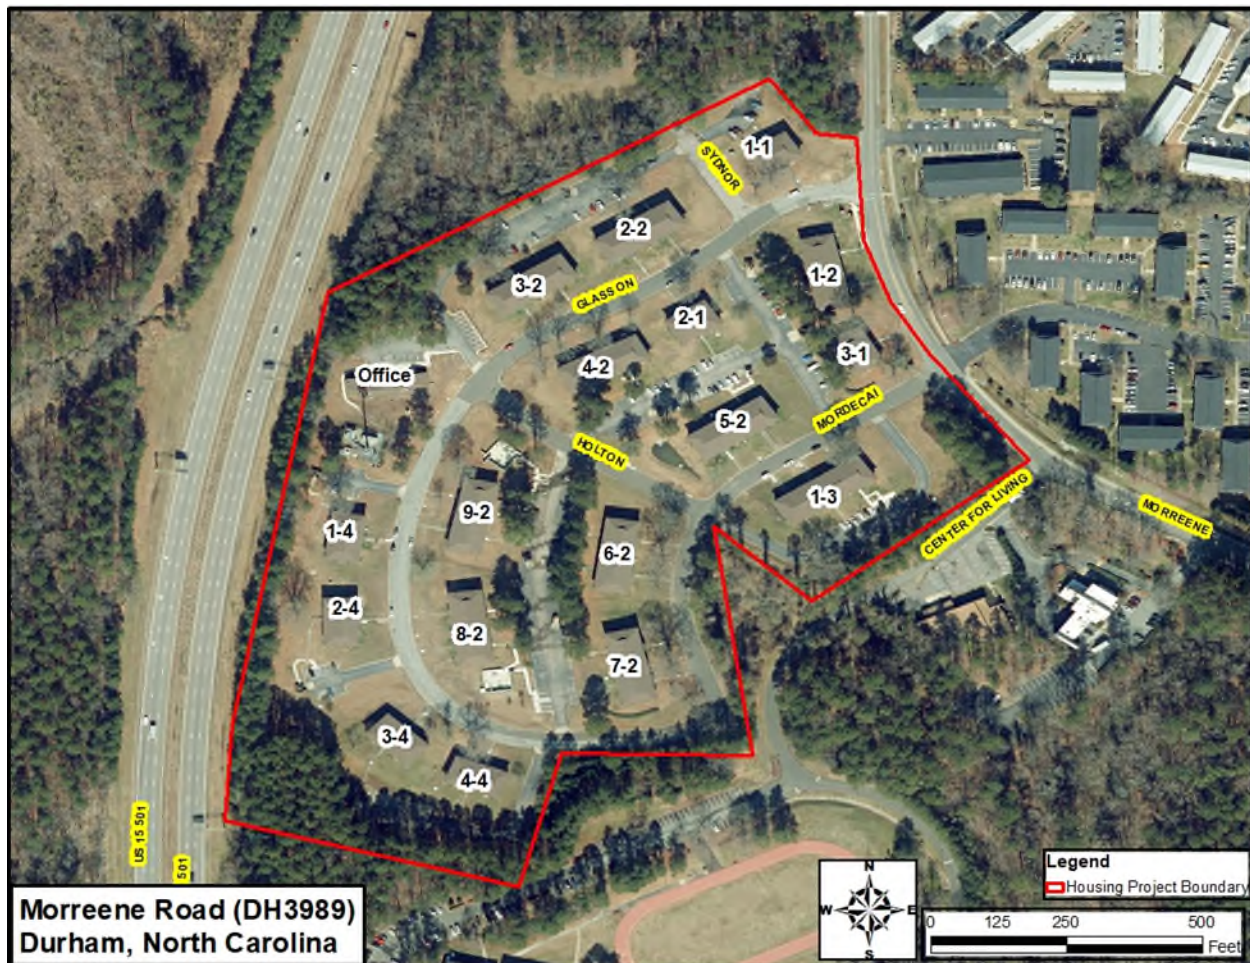 1-1
SYDNOR
2-2
1-2
3-2
GLASSON
2-1
3-1
4-2
Office
MORDECAI
5-2
HOLTON
1-3
CENTER FOR LIVING
MORREENE
9-2
1-4
6-2
2-4
8-2
7-2
3-4
4-4
US 15 501
501
N
W E
S
Legend
Housing Project Boundary
0 125 250 500
Feet
Morreene Road (DH3989)
Durham, North Carolina